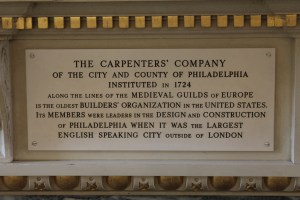 THE CARPENTERS' COMPANY
OF THE CITY AND COUNTY OF PHILADELPHIA
INSTITUTED IN 1724
ALONG THE LINES OF THE MEDIEVAL GUILDS OF EUROPE
IS THE OLDEST BUILDERS' ORGANIZATION IN THE UNITED STATES.
ITS MEMBERS WERE LEADERS IN THE DESIGN AND CONSTRUCTION
OF PHILADELPHIA WHEN IT WAS THE LARGEST
ENGLISH SPEAKING CITY OUTSIDE OF LONDON